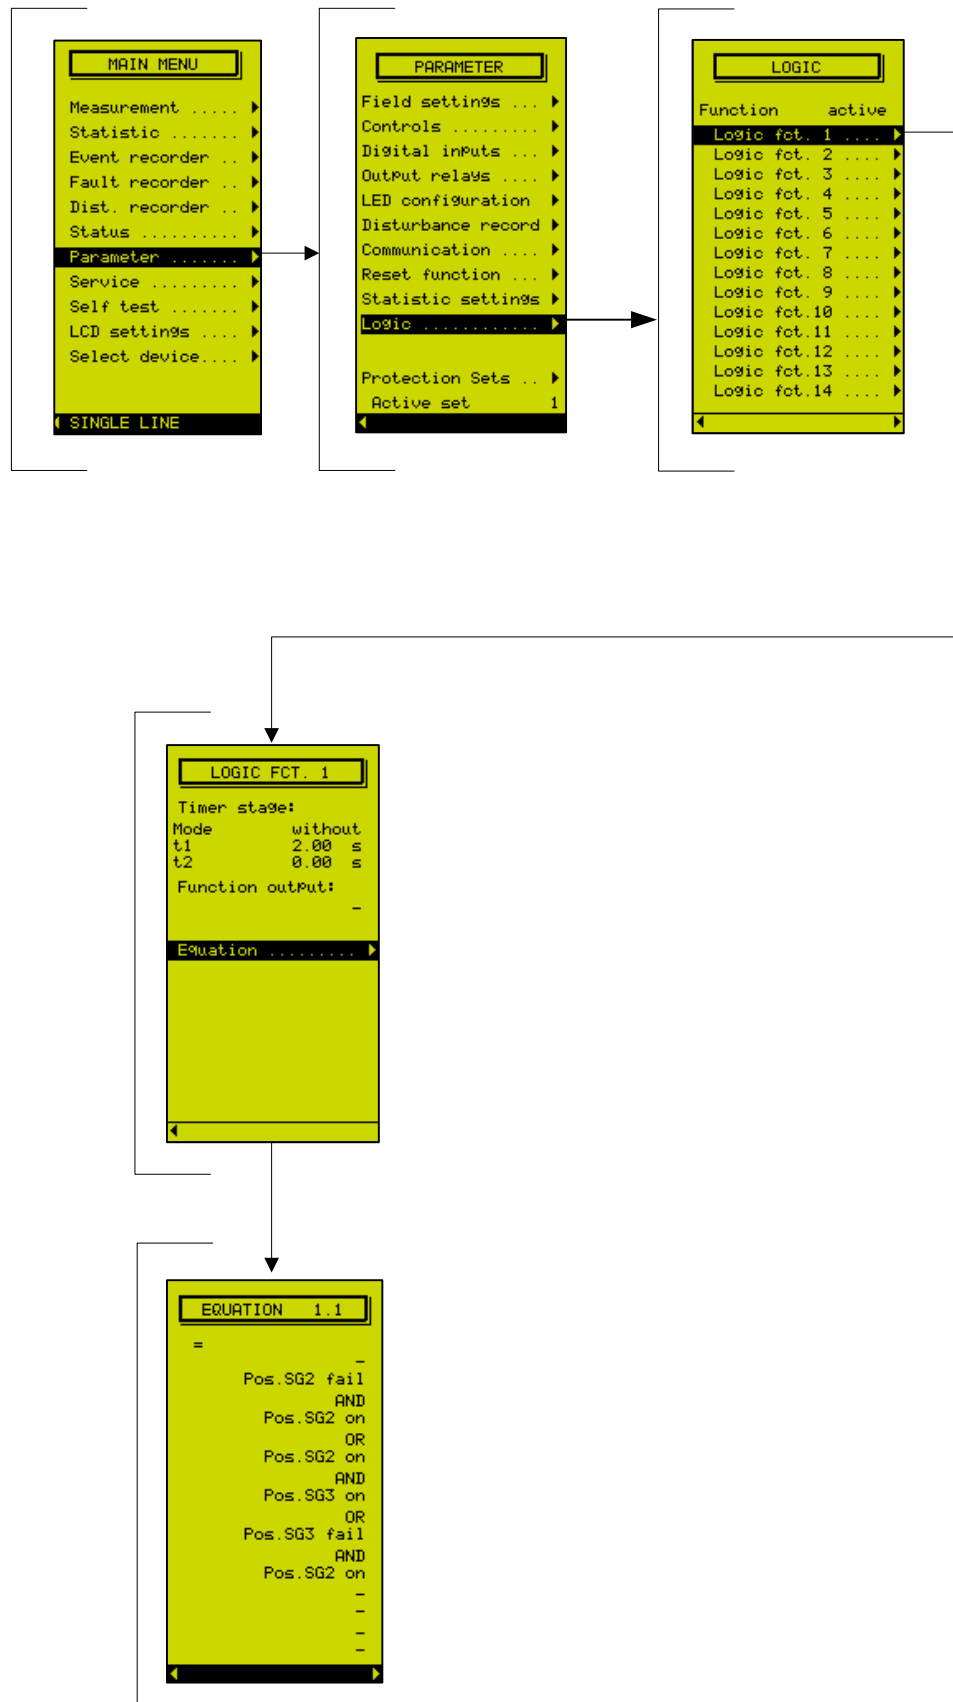 MAIN MENU
Measurement .....
Statistic .......
Event recorder ..
Fault recorder ..
Dist. recorder ..
Status ..........
Parameter .......
Service .........
Self test .......
LCD settings ....
Select device....
SINGLE LINE
PARAMETER
Field settings ...
Controls .........
Digital inputs ...
Output relays ....
LED configuration
Disturbance record
Communication ....
Reset function ...
Statistic settings
Logic ............
Protection Sets ..
Active set 1
LOGIC
Function active
Logic fct. 1 ....
Logic fct. 2 ....
Logic fct. 3 ....
Logic fct. 4 ....
Logic fct. 5 ....
Logic fct. 6 ....
Logic fct. 7 ....
Logic fct. 8 ....
Logic fct. 9 ....
Logic fct.10 ....
Logic fct.11 ....
Logic fct.12 ....
Logic fct.13 ....
Logic fct.14 ....
LOGIC FCT. 1
Timer stage:
Mode without
t1 2.00 s
t2 0.00 s
Function output:
-
Equation .........
EQUATION 1.1
=
-
Pos.SG2 fail
AND
Pos.SG2 on
OR
Pos.SG2 on
AND
Pos.SG3 on
OR
Pos.SG3 fail
AND
Pos.SG2 on
-
-
-
-